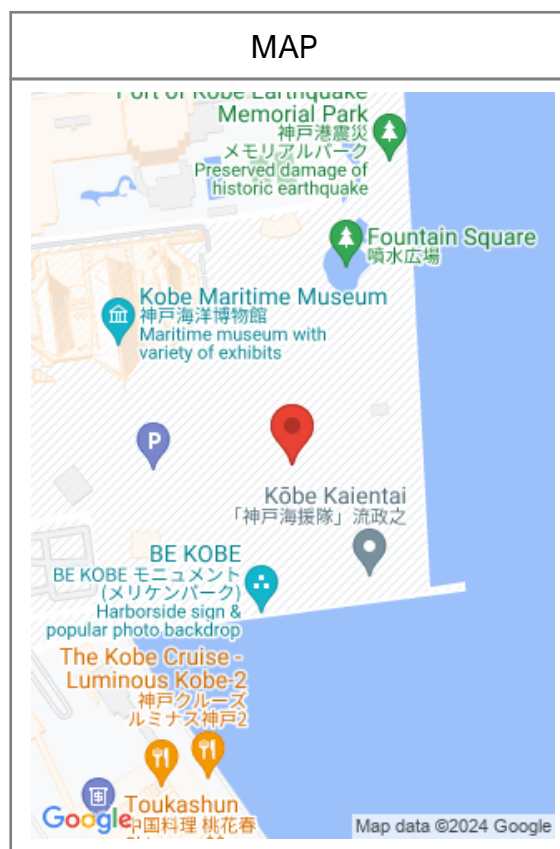 MAP
Port of Kobe Earthquake
Memorial Park
神戸港震災
メモリアルパーク
Preserved damage of
historic earthquake
Fountain Square
噴水広場
Kobe Maritime Museum
神戸海洋博物館
Maritime museum with
variety of exhibits
P
Kōbe Kaientai
「神戸海援隊」流政之
BE KOBE
BE KOBE モニュメント
(メリケンパーク)
Harborside sign &
popular photo backdrop
The Kobe Cruise -
Luminous Kobe-2
神戸クルーズ
ルミナス神戸2
Toukashun
中国料理 桃花春
Google
Map data ©2024 Google